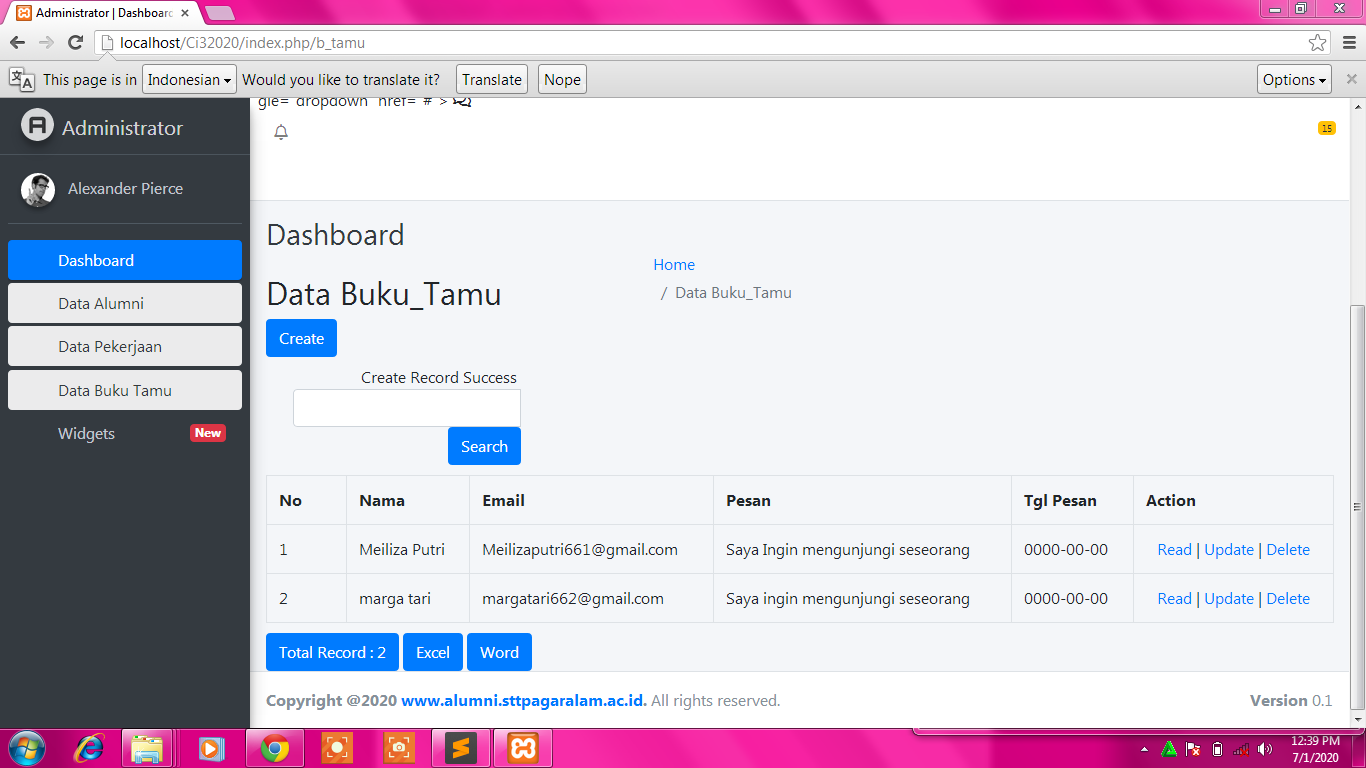 Administrator | Dashboard
localhost/Ci32020/index.php/b_tamu
This page is in Indonesian Would you like to translate it? Translate Nope Options
gle="dropdown" href="#">
Administrator
15
Alexander Pierce
Dashboard
Data Alumni
Data Pekerjaan
Data Buku Tamu
Widgets New
Dashboard
Home
/ Data Buku_Tamu
Data Buku_Tamu
Create
Create Record Success
Search
No Nama Email Pesan Tgl Pesan Action
1 Meiliza Putri Meilizaputri661@gmail.com Saya Ingin mengunjungi seseorang 0000-00-00 Read | Update | Delete
2 marga tari margatari662@gmail.com Saya ingin mengunjungi seseorang 0000-00-00 Read | Update | Delete
Total Record : 2 Excel Word
Copyright @2020 www.alumni.sttpagaralam.ac.id. All rights reserved. Version 0.1
12:39 PM
7/1/2020